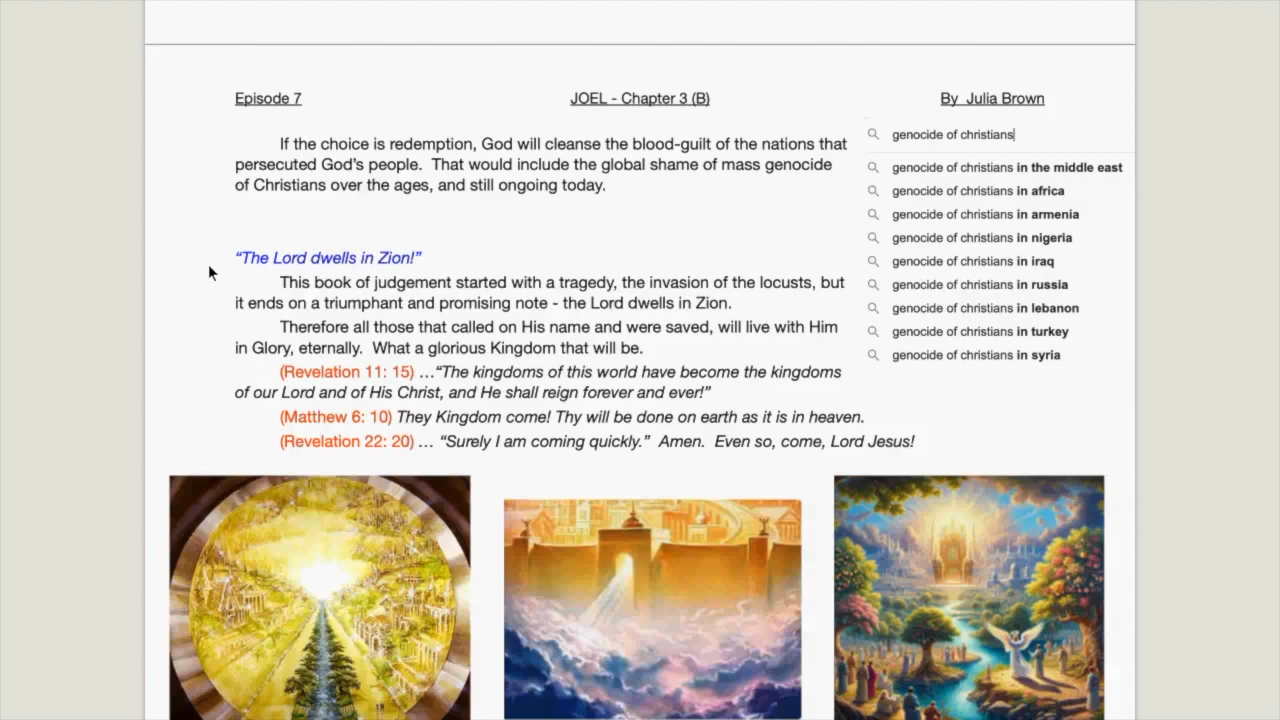 Episode 7
JOEL - Chapter 3 (B)
By Julia Brown
If the choice is redemption, God will cleanse the blood-guilt of the nations that
persecuted God's people. That would include the global shame of mass genocide
of Christians over the ages, and still ongoing today.
genocide of christians
genocide of christians in the middle east
genocide of christians in africa
genocide of christians in armenia
genocide of christians in nigeria
genocide of christians in iraq
genocide of christians in russia
genocide of christians in lebanon
genocide of christians in turkey
genocide of christians in syria
“The Lord dwells in Zion!”
This book of judgement started with a tragedy, the invasion of the locusts, but
it ends on a triumphant and promising note - the Lord dwells in Zion.
Therefore all those that called on His name and were saved, will live with Him
in Glory, eternally. What a glorious Kingdom that will be.
(Revelation 11: 15) …“The kingdoms of this world have become the kingdoms
of our Lord and of His Christ, and He shall reign forever and ever!”
(Matthew 6: 10) They Kingdom come! Thy will be done on earth as it is in heaven.
(Revelation 22: 20) … “Surely I am coming quickly.” Amen. Even so, come, Lord Jesus!